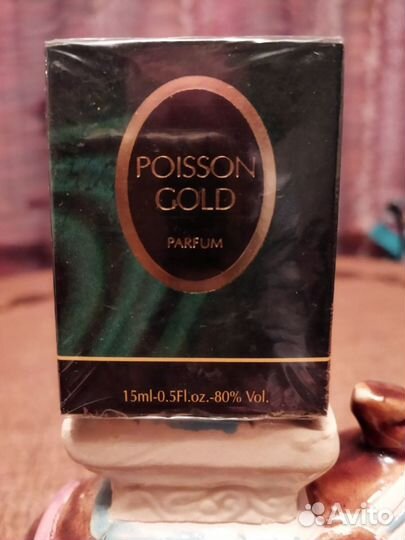 POISSON
GOLD
PARFUM
15ml-0.5Fl.oz.-80% Vol.
Avito